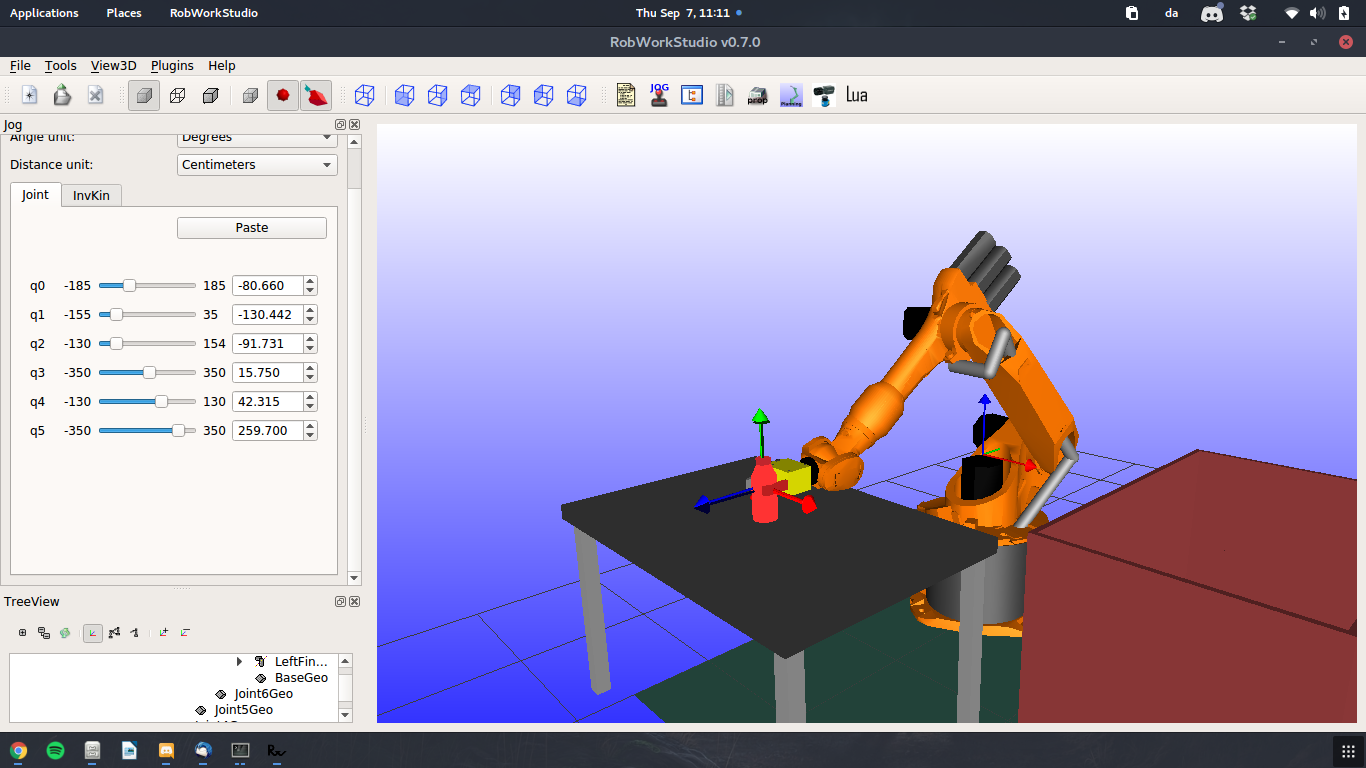 Applications Places RobWorkStudio Thu Sep 7, 11:11 da
RobWorkStudio v0.7.0
File Tools View3D Plugins Help
JOG prop Planning Lua
Jog
Angle unit: Degrees
Distance unit: Centimeters
Joint InvKin
Paste
q0 -185 185 -80.660
q1 -155 35 -130.442
q2 -130 154 -91.731
q3 -350 350 15.750
q4 -130 130 42.315
q5 -350 350 259.700
TreeView
LeftFin...
BaseGeo
Joint6Geo
Joint5Geo